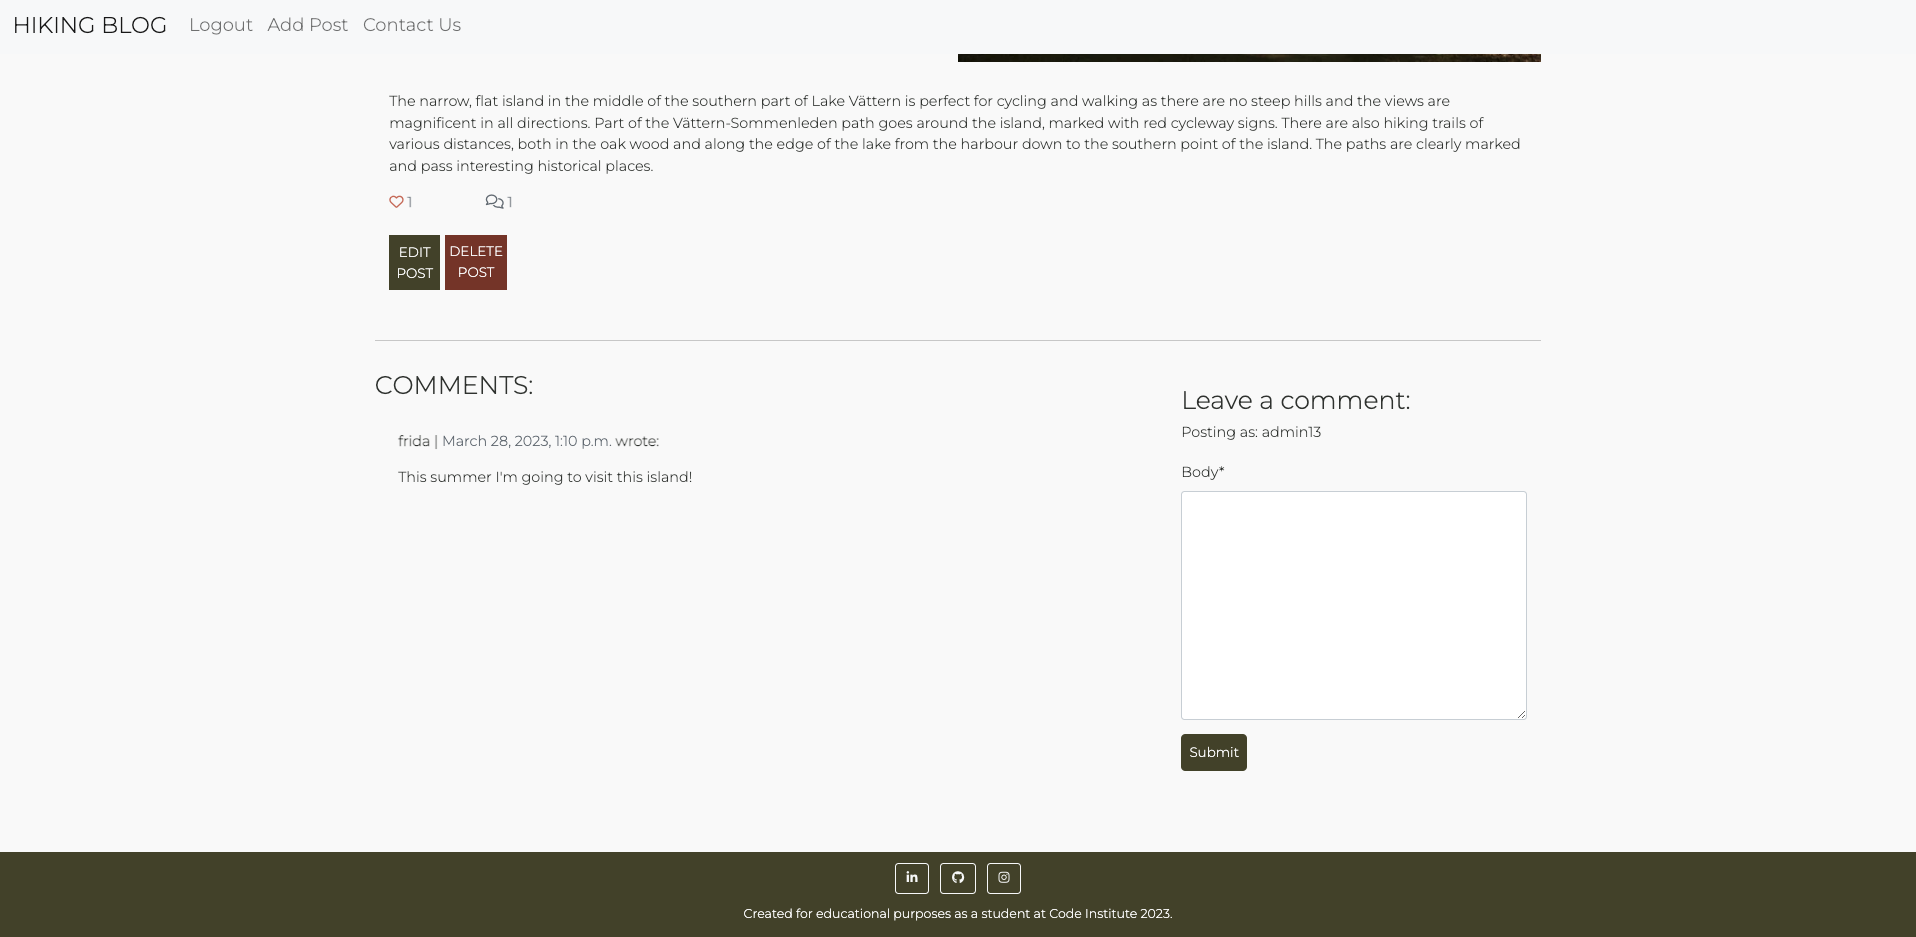 HIKING BLOG Logout Add Post Contact Us
The narrow, flat island in the middle of the southern part of Lake Vättern is perfect for cycling and walking as there are no steep hills and the views are
magnificent in all directions. Part of the Vättern-Sommenleden path goes around the island, marked with red cycleway signs. There are also hiking trails of
various distances, both in the oak wood and along the edge of the lake from the harbour down to the southern point of the island. The paths are clearly marked
and pass interesting historical places.
1 1
EDIT
POST
DELETE
POST
COMMENTS:
frida | March 28, 2023, 1:10 p.m. wrote:
This summer I'm going to visit this island!
Leave a comment:
Posting as: admin13
Body*
Submit
in
Created for educational purposes as a student at Code Institute 2023.